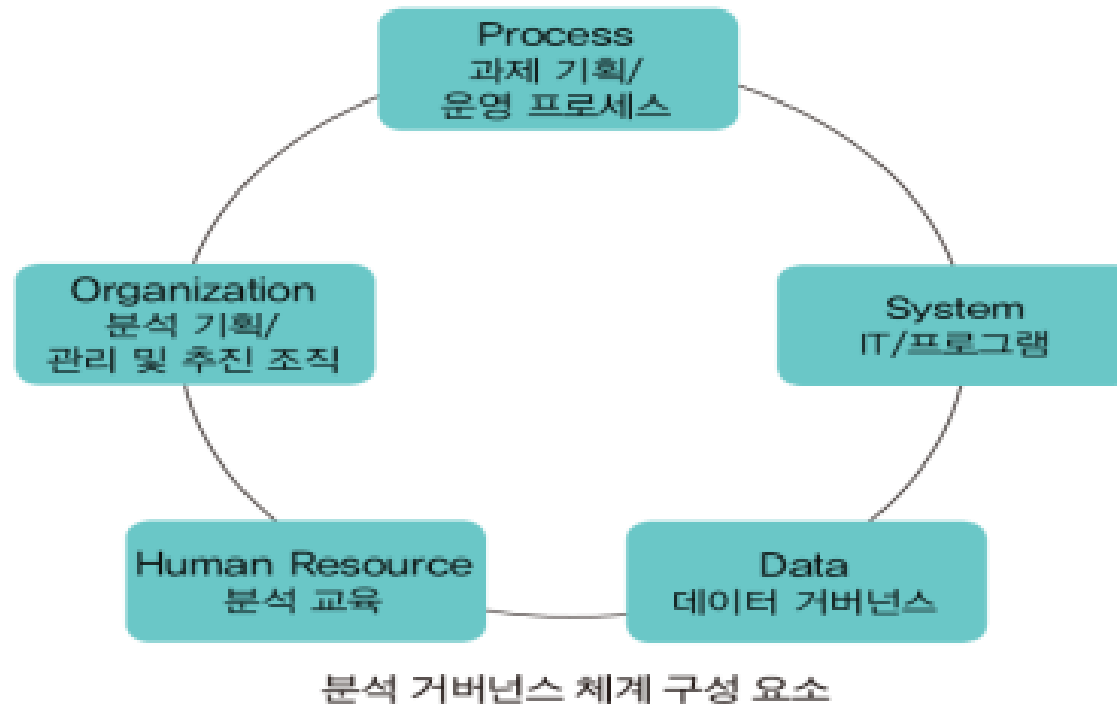 Process
과제 기획/
운영 프로세스
Organization
분석 기획/
관리 및 추진 조직
System
IT/프로그램
Human Resource
분석 교육
Data
데이터 거버넌스
분석 거버넌스 체계 구성 요소